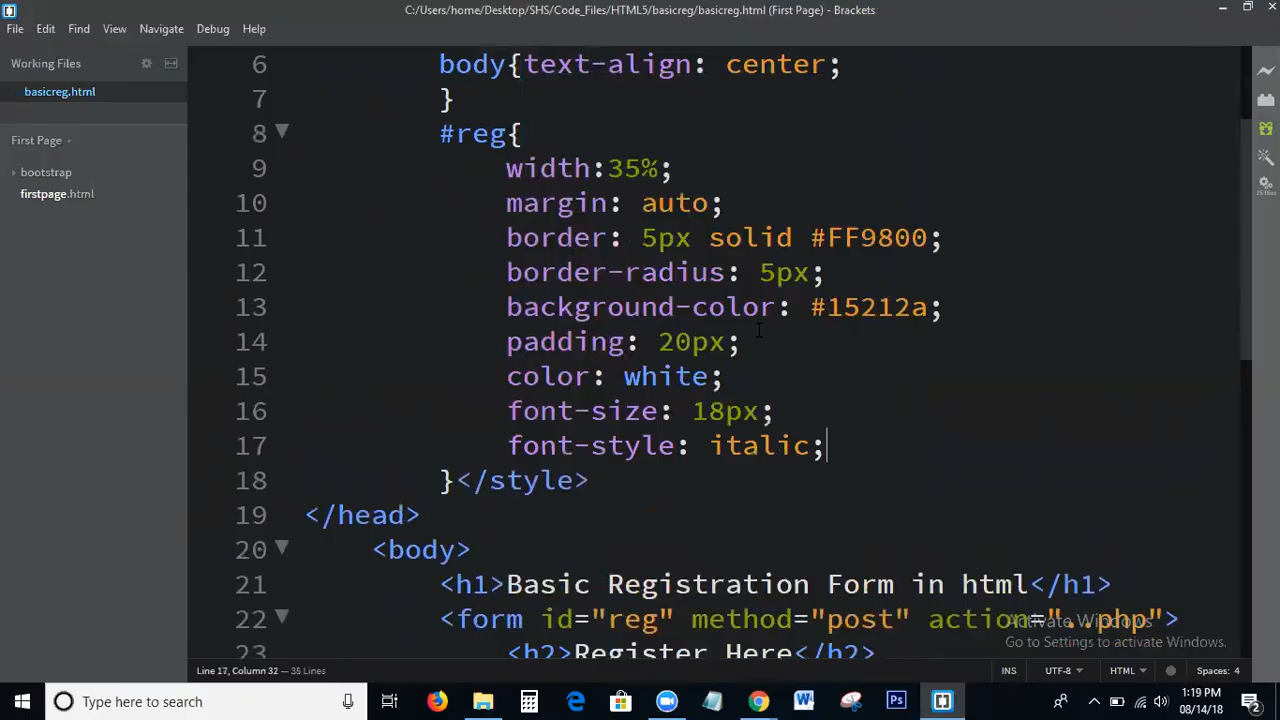 C:/Users/home/Desktop/SHS/Code_Files/HTML5/basicreg/basicreg.html (First Page) - Brackets
File Edit Find View Navigate Debug Help
Working Files
basicreg.html
First Page
bootstrap
firstpage.html
6 body{text-align: center;
7 }
8 #reg{
9 width:35%;
10 margin: auto;
11 border: 5px solid #FF9800;
12 border-radius: 5px;
13 background-color: #15212a;
14 padding: 20px;
15 color: white;
16 font-size: 18px;
17 font-style: italic;
18 }</style>
19 </head>
20 <body>
21 <h1>Basic Registration Form in html</h1>
22 <form id="reg" method="post" action="..php">
23 <h2>Register Here</h2>
Activate Windows
Go to Settings to activate Windows.
Line 17, Column 32 — 35 Lines
INS UTF-8 HTML Spaces: 4
Type here to search
1:19 PM
08/14/18
2